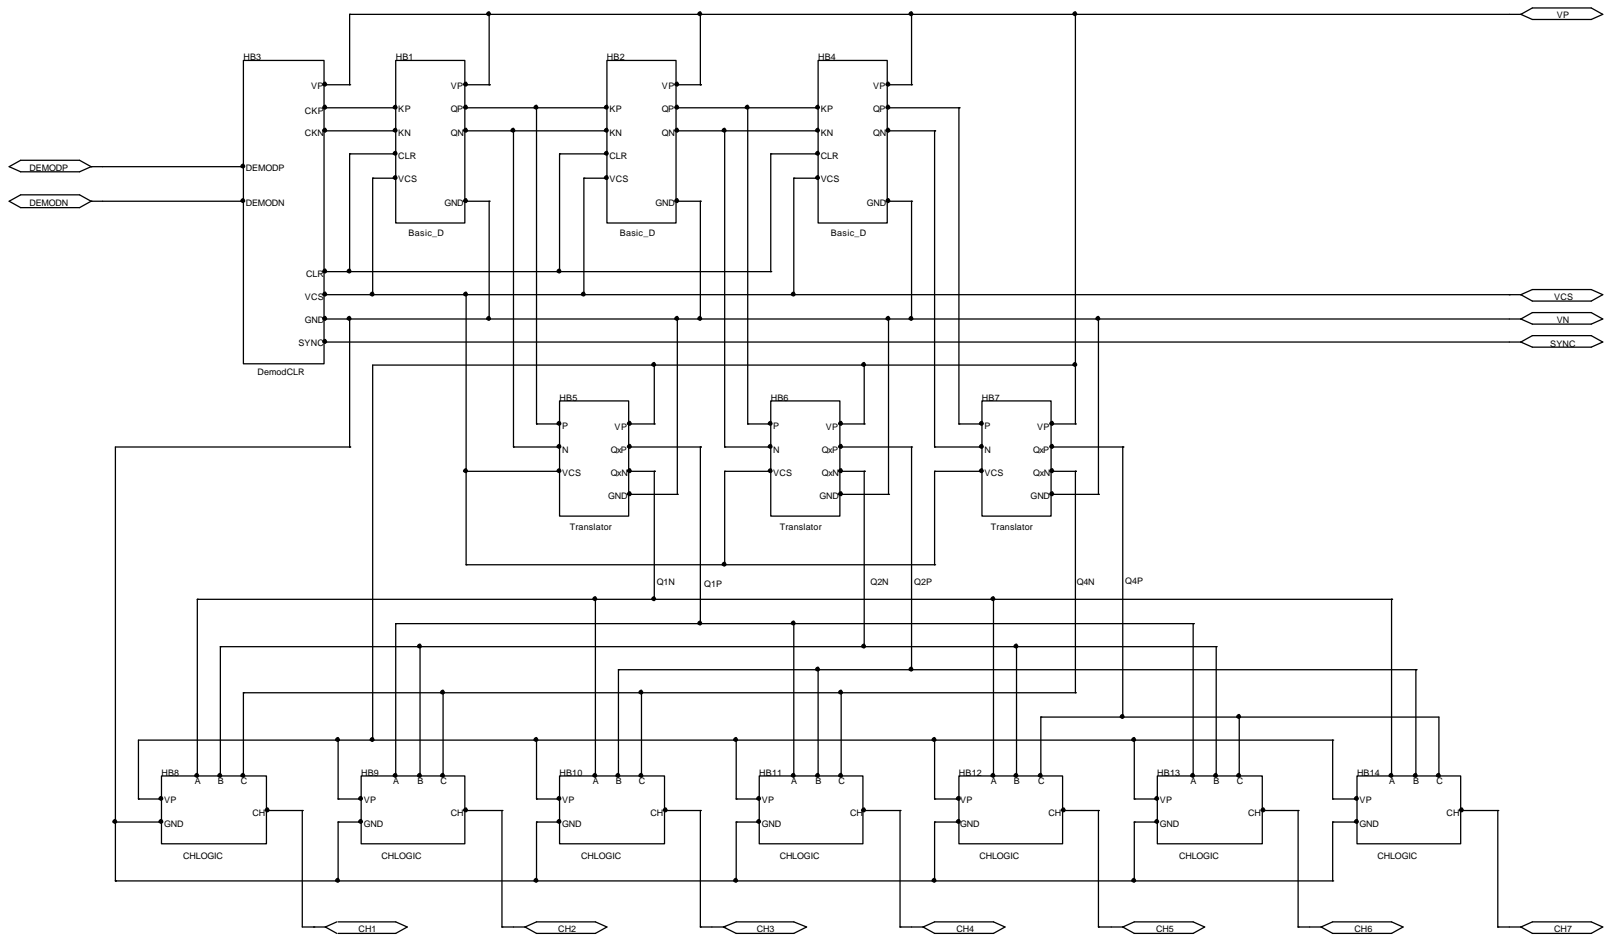 VP
HB3
HB1
HB2
HB4
VP
VP
VP
VP
CKP
KP
QP
KP
QP
KP
QP
CKN
KN
QN
KN
QN
KN
QN
CLR
CLR
CLR
DEMODP
DEMODP
VCS
VCS
VCS
DEMODN
DEMODN
GND
GND
GND
Basic_D
Basic_D
Basic_D
CLR
VCS
VCS
GND
VN
SYNC
SYNC
DemodCLR
HB5
HB6
HB7
P
VP
P
VP
P
VP
N
QxP
N
QxP
N
QxP
VCS
QxN
VCS
QxN
VCS
QxN
GND
GND
GND
Translator
Translator
Translator
Q1N
Q1P
Q2N
Q2P
Q4N
Q4P
HB8
A
B
C
HB9
A
B
C
HB10
A
B
C
HB11
A
B
C
HB12
A
B
C
HB13
A
B
C
HB14
A
B
C
VP
VP
VP
VP
VP
VP
VP
CH
CH
CH
CH
CH
CH
CH
GND
GND
GND
GND
GND
GND
GND
CHLOGIC
CHLOGIC
CHLOGIC
CHLOGIC
CHLOGIC
CHLOGIC
CHLOGIC
CH1
CH2
CH3
CH4
CH5
CH6
CH7